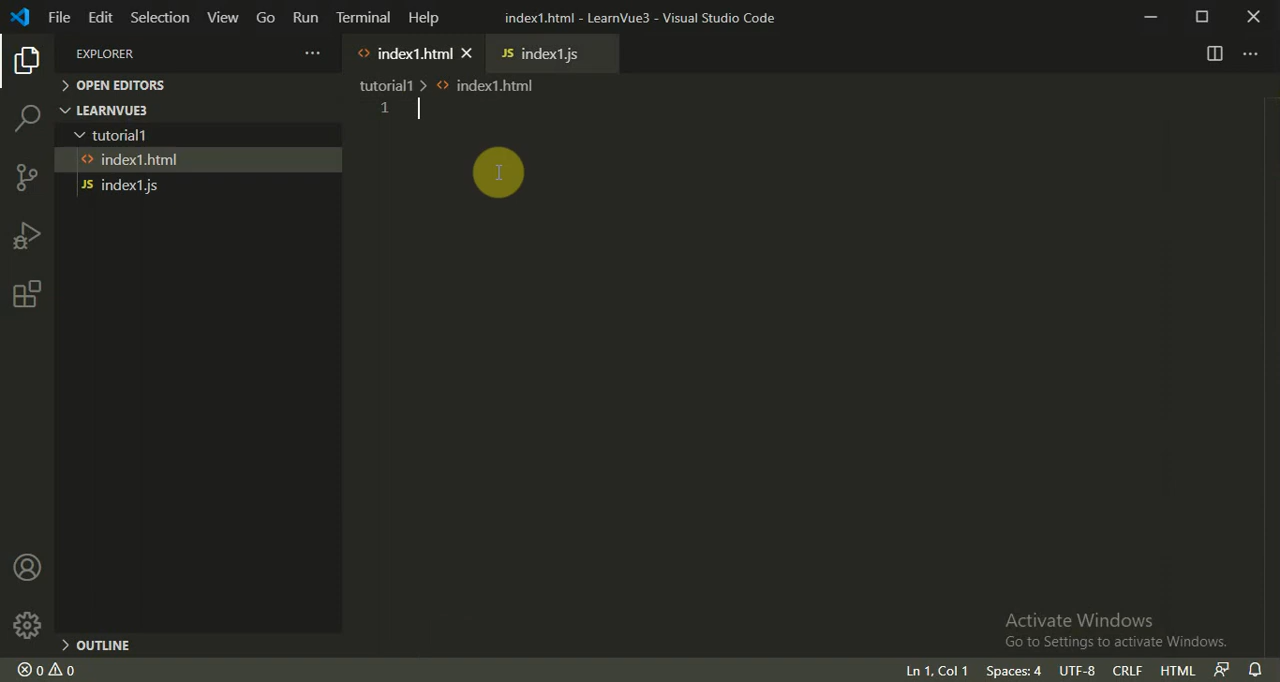 File Edit Selection View Go Run Terminal Help index1.html - LearnVue3 - Visual Studio Code
EXPLORER ··· index1.html JS index1.js ···
OPEN EDITORS
tutorial1 > index1.html
LEARNVUE3
1
tutorial1
index1.html
JS index1.js
Activate Windows
Go to Settings to activate Windows.
OUTLINE
0 0 Ln 1, Col 1 Spaces: 4 UTF-8 CRLF HTML